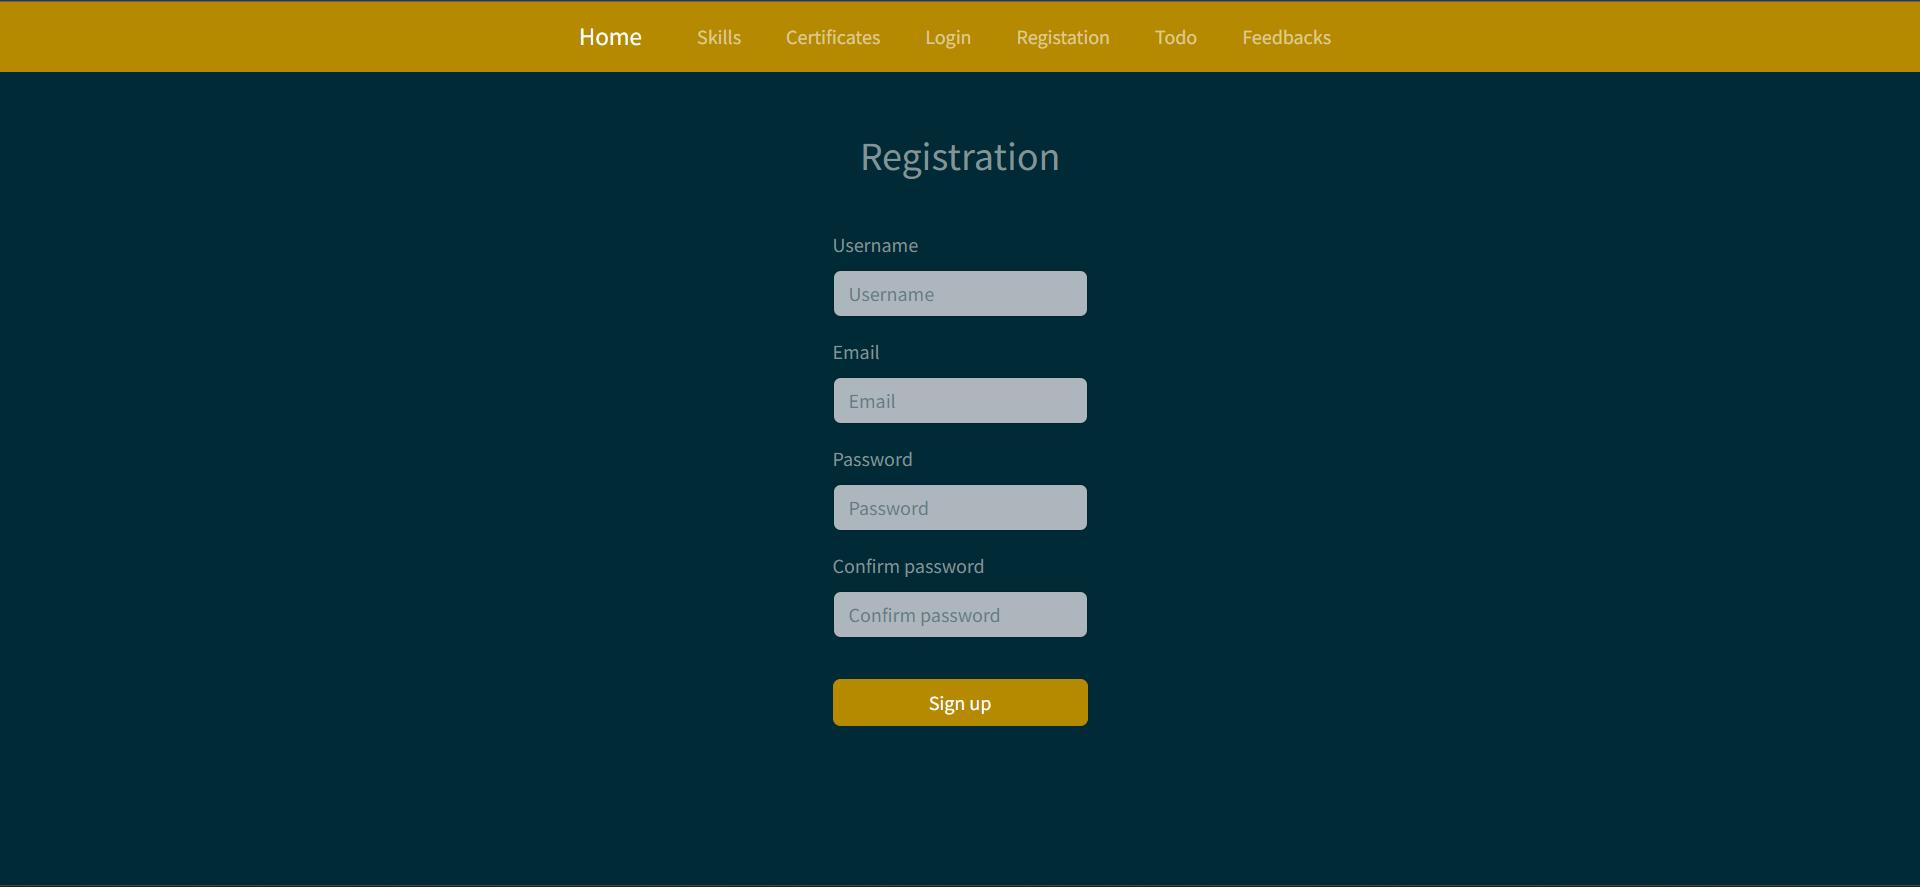 Home Skills Certificates Login Registation Todo Feedbacks
Registration
Username
Username
Email
Email
Password
Password
Confirm password
Confirm password
Sign up